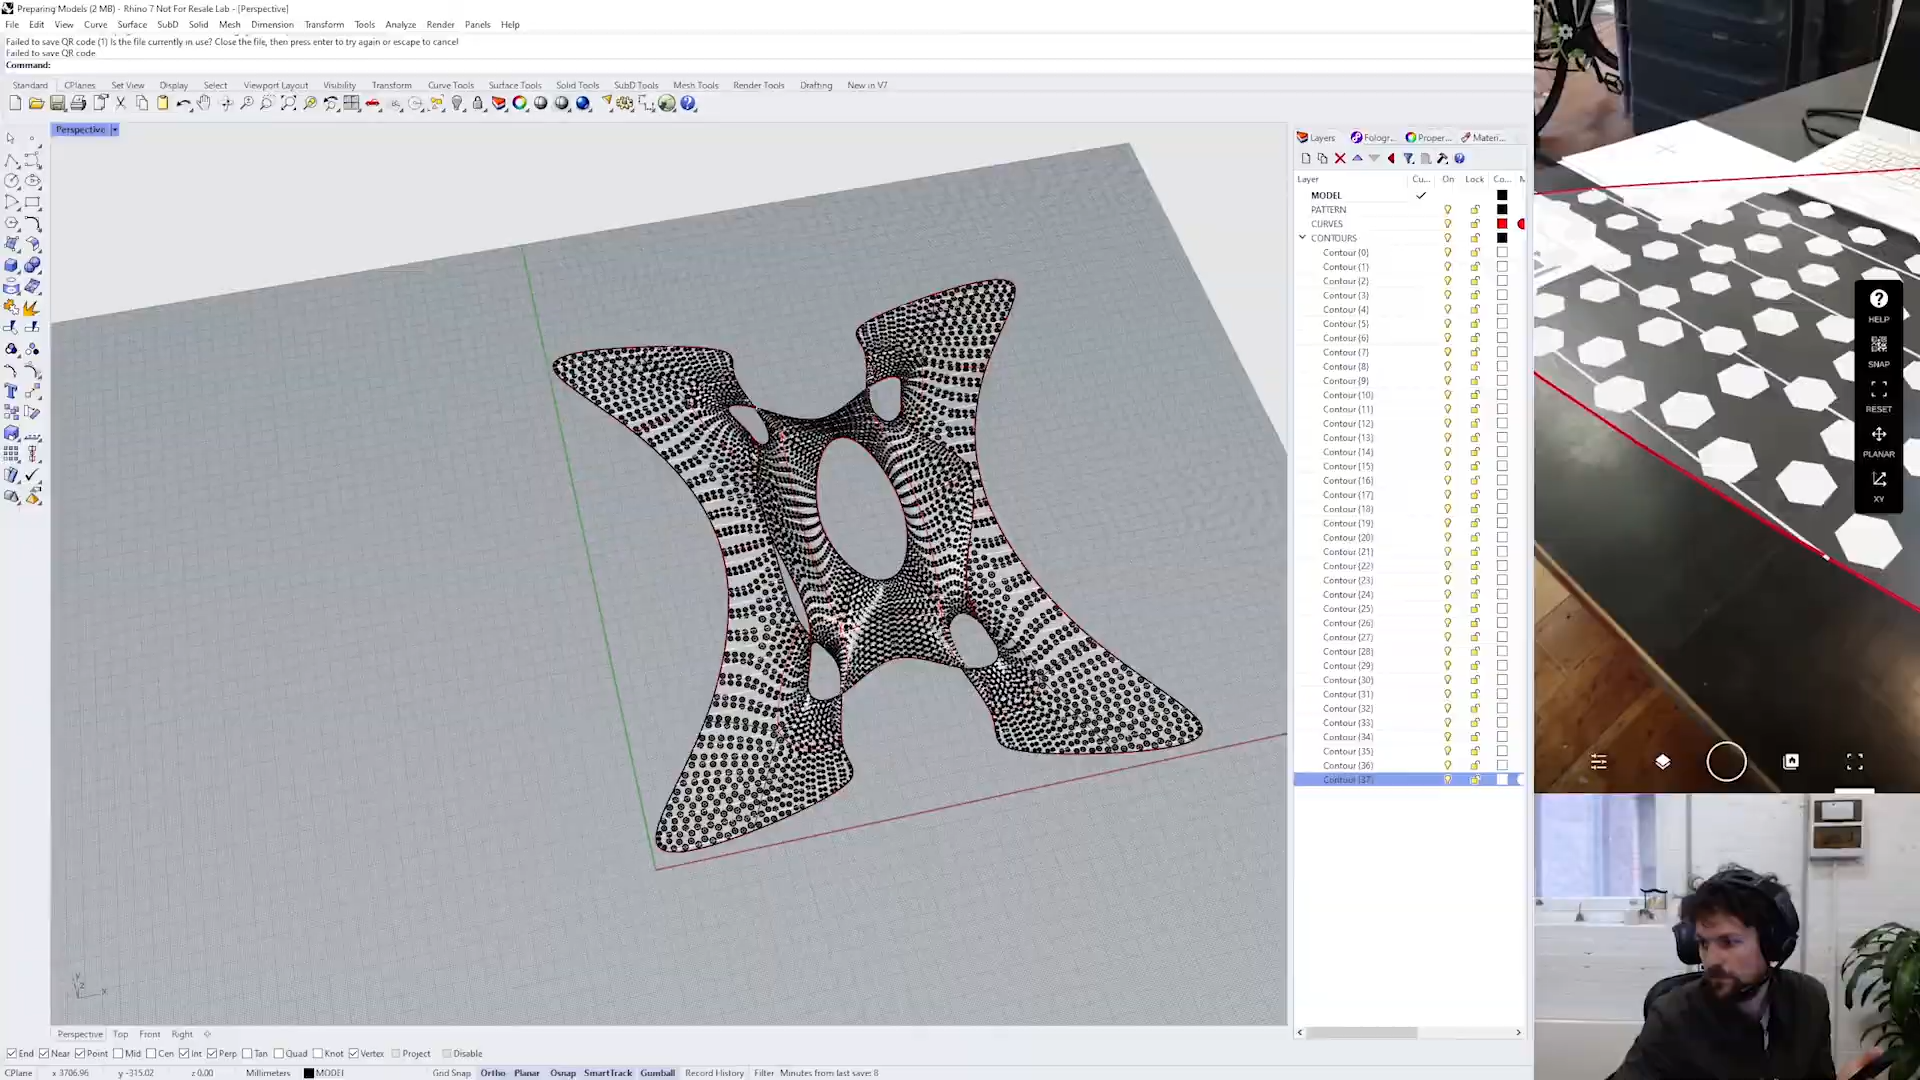 Preparing Models (2 MB) - Rhino 7 Not For Resale Lab - [Perspective]
File Edit View Curve Surface SubD Solid Mesh Dimension Transform Tools Analyze Render Panels Help
Failed to save QR code (1) Is the file currently in use? Close the file, then press enter to try again or escape to cancel
Failed to save QR code
Command:
Standard CPlanes Set View Display Select Viewport Layout Visibility Transform Curve Tools Surface Tools Solid Tools SubD Tools Mesh Tools Render Tools Drafting New in V7
Perspective
Layers Fologr... Proper... Materi...
Layer Cu... On Lock Co... M
MODEL
PATTERN
CURVES
CONTOURS
Contour (0)
Contour (1)
Contour (2)
Contour (3)
Contour (4)
Contour (5)
Contour (6)
Contour (7)
Contour (8)
Contour (9)
Contour (10)
Contour (11)
Contour (12)
Contour (13)
Contour (14)
Contour (15)
Contour (16)
Contour (17)
Contour (18)
Contour (19)
Contour (20)
Contour (21)
Contour (22)
Contour (23)
Contour (24)
Contour (25)
Contour (26)
Contour (27)
Contour (28)
Contour (29)
Contour (30)
Contour (31)
Contour (32)
Contour (33)
Contour (34)
Contour (35)
Contour (36)
Contour (37)
HELP
SNAP
RESET
PLANAR
XY
y
z
x
Perspective Top Front Right
End Near Point Mid Cen Int Perp Tan Quad Knot Vertex Project Disable
CPlane x 3706.96 y -315.02 z 0.00 Millimeters MODEL Grid Snap Ortho Planar Osnap SmartTrack Gumball Record History Filter Minutes from last save: 8